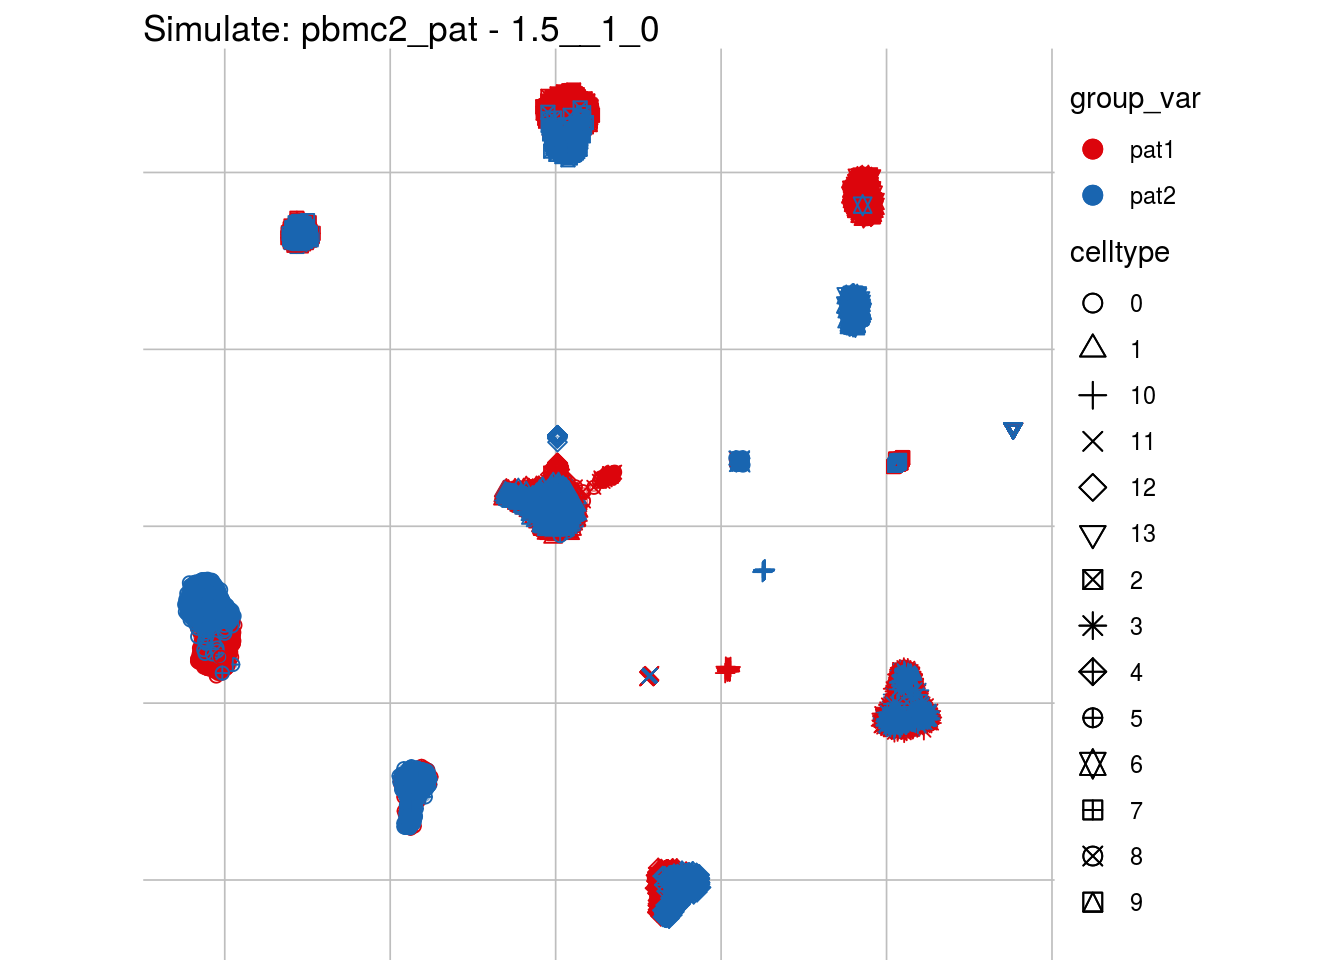 Simulate: pbmc2_pat - 1.5__1_0
group_var
pat1
pat2
celltype
0
1
10
11
12
13
2
3
4
5
6
7
8
9